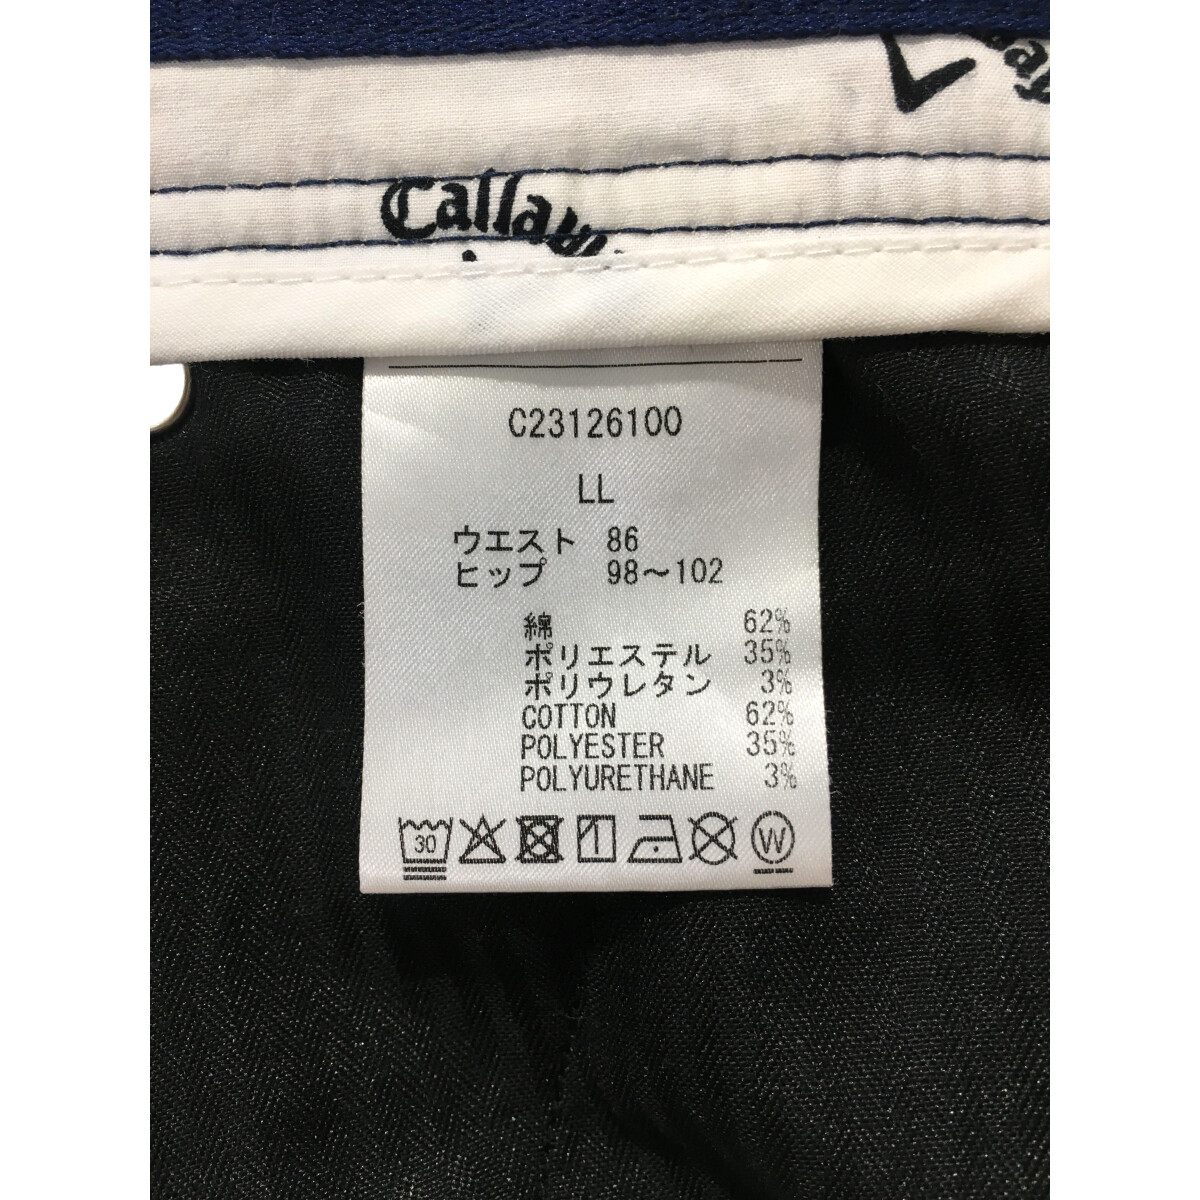 Callaw
C23126100
LL
ウエスト 86
ヒップ 98〜102
綿 62%
ポリエステル 35%
ポリウレタン 3%
COTTON 62%
POLYESTER 35%
POLYURETHANE 3%
30
W